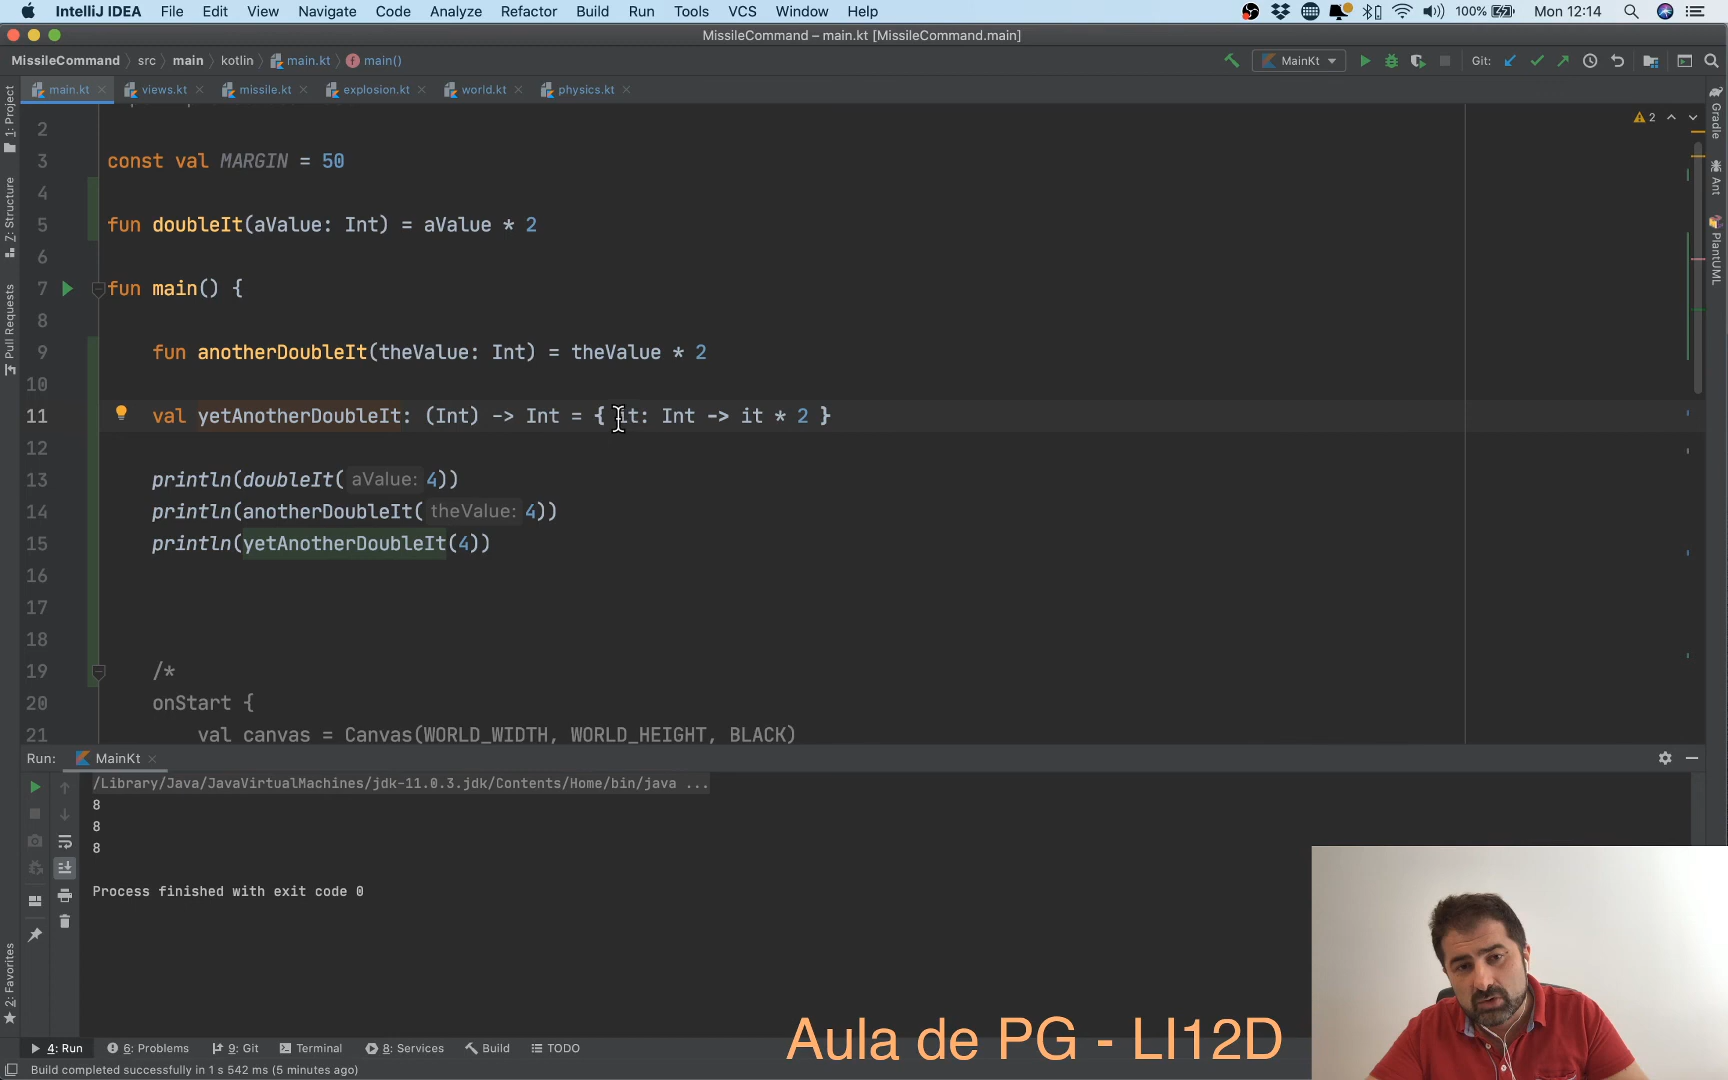 IntelliJ IDEA File Edit View Navigate Code Analyze Refactor Build Run Tools VCS Window Help 100% Mon 12:14
MissileCommand – main.kt [MissileCommand.main]
MissileCommand src main kotlin main.kt main() MainKt Git:
main.kt views.kt missile.kt explosion.kt world.kt physics.kt
1: Project
7: Structure
Pull Requests
2: Favorites
Gradle
Ant
PlantUML
2
2
3 const val MARGIN = 50
4
5 fun doubleIt(aValue: Int) = aValue * 2
6
7 fun main() {
8
9 fun anotherDoubleIt(theValue: Int) = theValue * 2
10
11 val yetAnotherDoubleIt: (Int) -> Int = { it: Int -> it * 2 }
12
13 println(doubleIt( aValue: 4))
14 println(anotherDoubleIt( theValue: 4))
15 println(yetAnotherDoubleIt(4))
16
17
18
19 /*
20 onStart {
21 val canvas = Canvas(WORLD_WIDTH, WORLD_HEIGHT, BLACK)
Run: MainKt
/Library/Java/JavaVirtualMachines/jdk-11.0.3.jdk/Contents/Home/bin/java ...
8
8
8
Process finished with exit code 0
Aula de PG - LI12D
4: Run 6: Problems 9: Git Terminal 8: Services Build TODO
Build completed successfully in 1 s 542 ms (5 minutes ago)